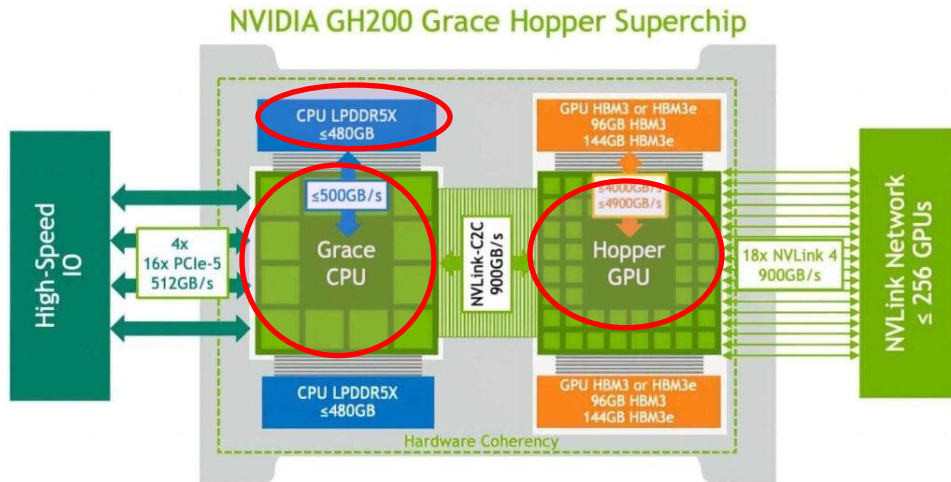 NVIDIA GH200 Grace Hopper Superchip
High-Speed
IO
4x
16x PCIe-5
512GB/s
CPU LPDDR5X
≤480GB
≤500GB/s
Grace
CPU
CPU LPDDR5X
≤480GB
NVLink-C2C
900GB/s
GPU HBM3 or HBM3e
96GB HBM3
144GB HBM3e
≤4000GB/s
≤4900GB/s
Hopper
GPU
GPU HBM3 or HBM3e
96GB HBM3
144GB HBM3e
18x NVLink 4
900GB/s
NVLink Network
≤ 256 GPUs
Hardware Coherency